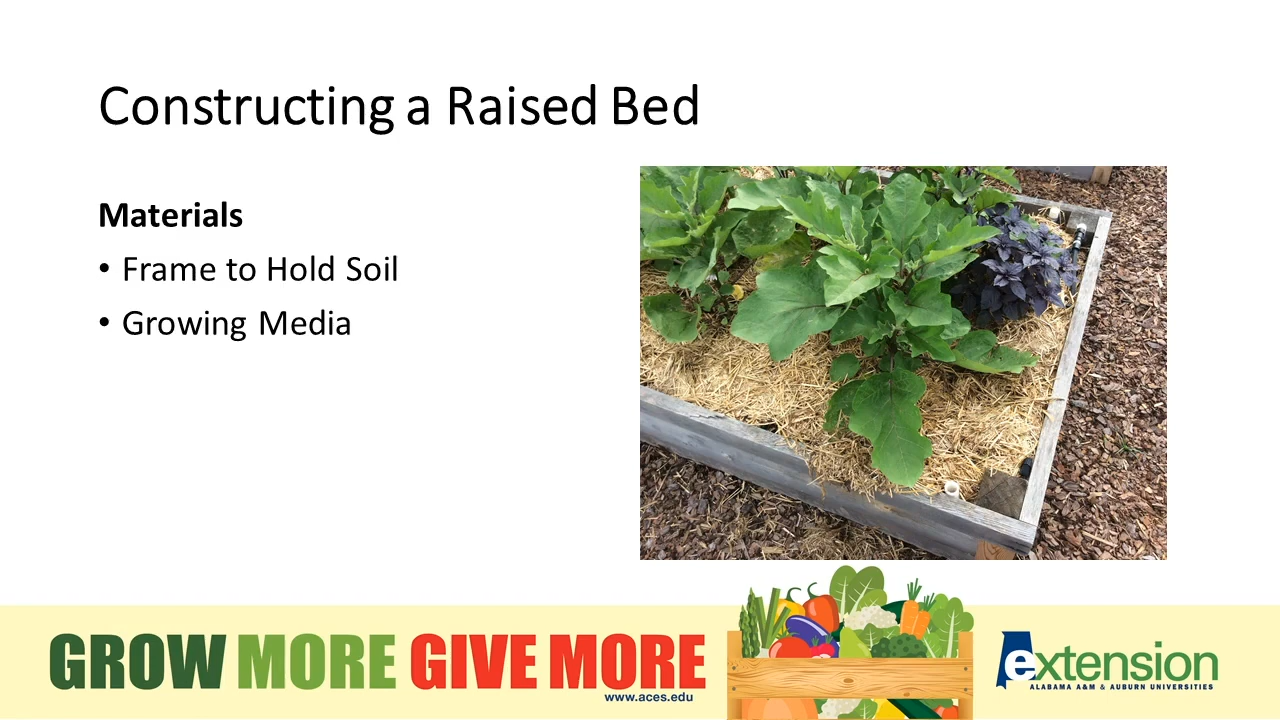 Constructing a Raised Bed
Materials
• Frame to Hold Soil
• Growing Media
GROW MORE GIVE MORE
www.aces.edu
extension
ALABAMA A&M & AUBURN UNIVERSITIES